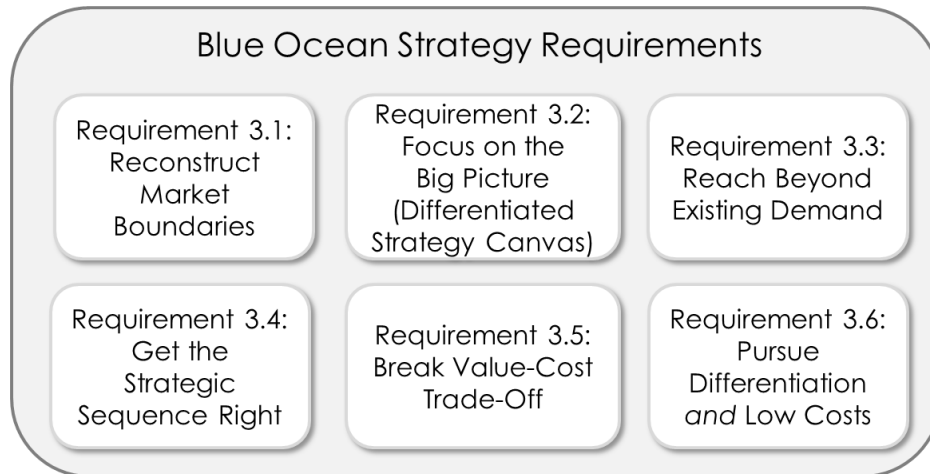 Blue Ocean Strategy Requirements
Requirement 3.1:
Reconstruct
Market
Boundaries
Requirement 3.2:
Focus on the
Big Picture
(Differentiated
Strategy Canvas)
Requirement 3.3:
Reach Beyond
Existing Demand
Requirement 3.4:
Get the
Strategic
Sequence Right
Requirement 3.5:
Break Value-Cost
Trade-Off
Requirement 3.6:
Pursue
Differentiation
and Low Costs